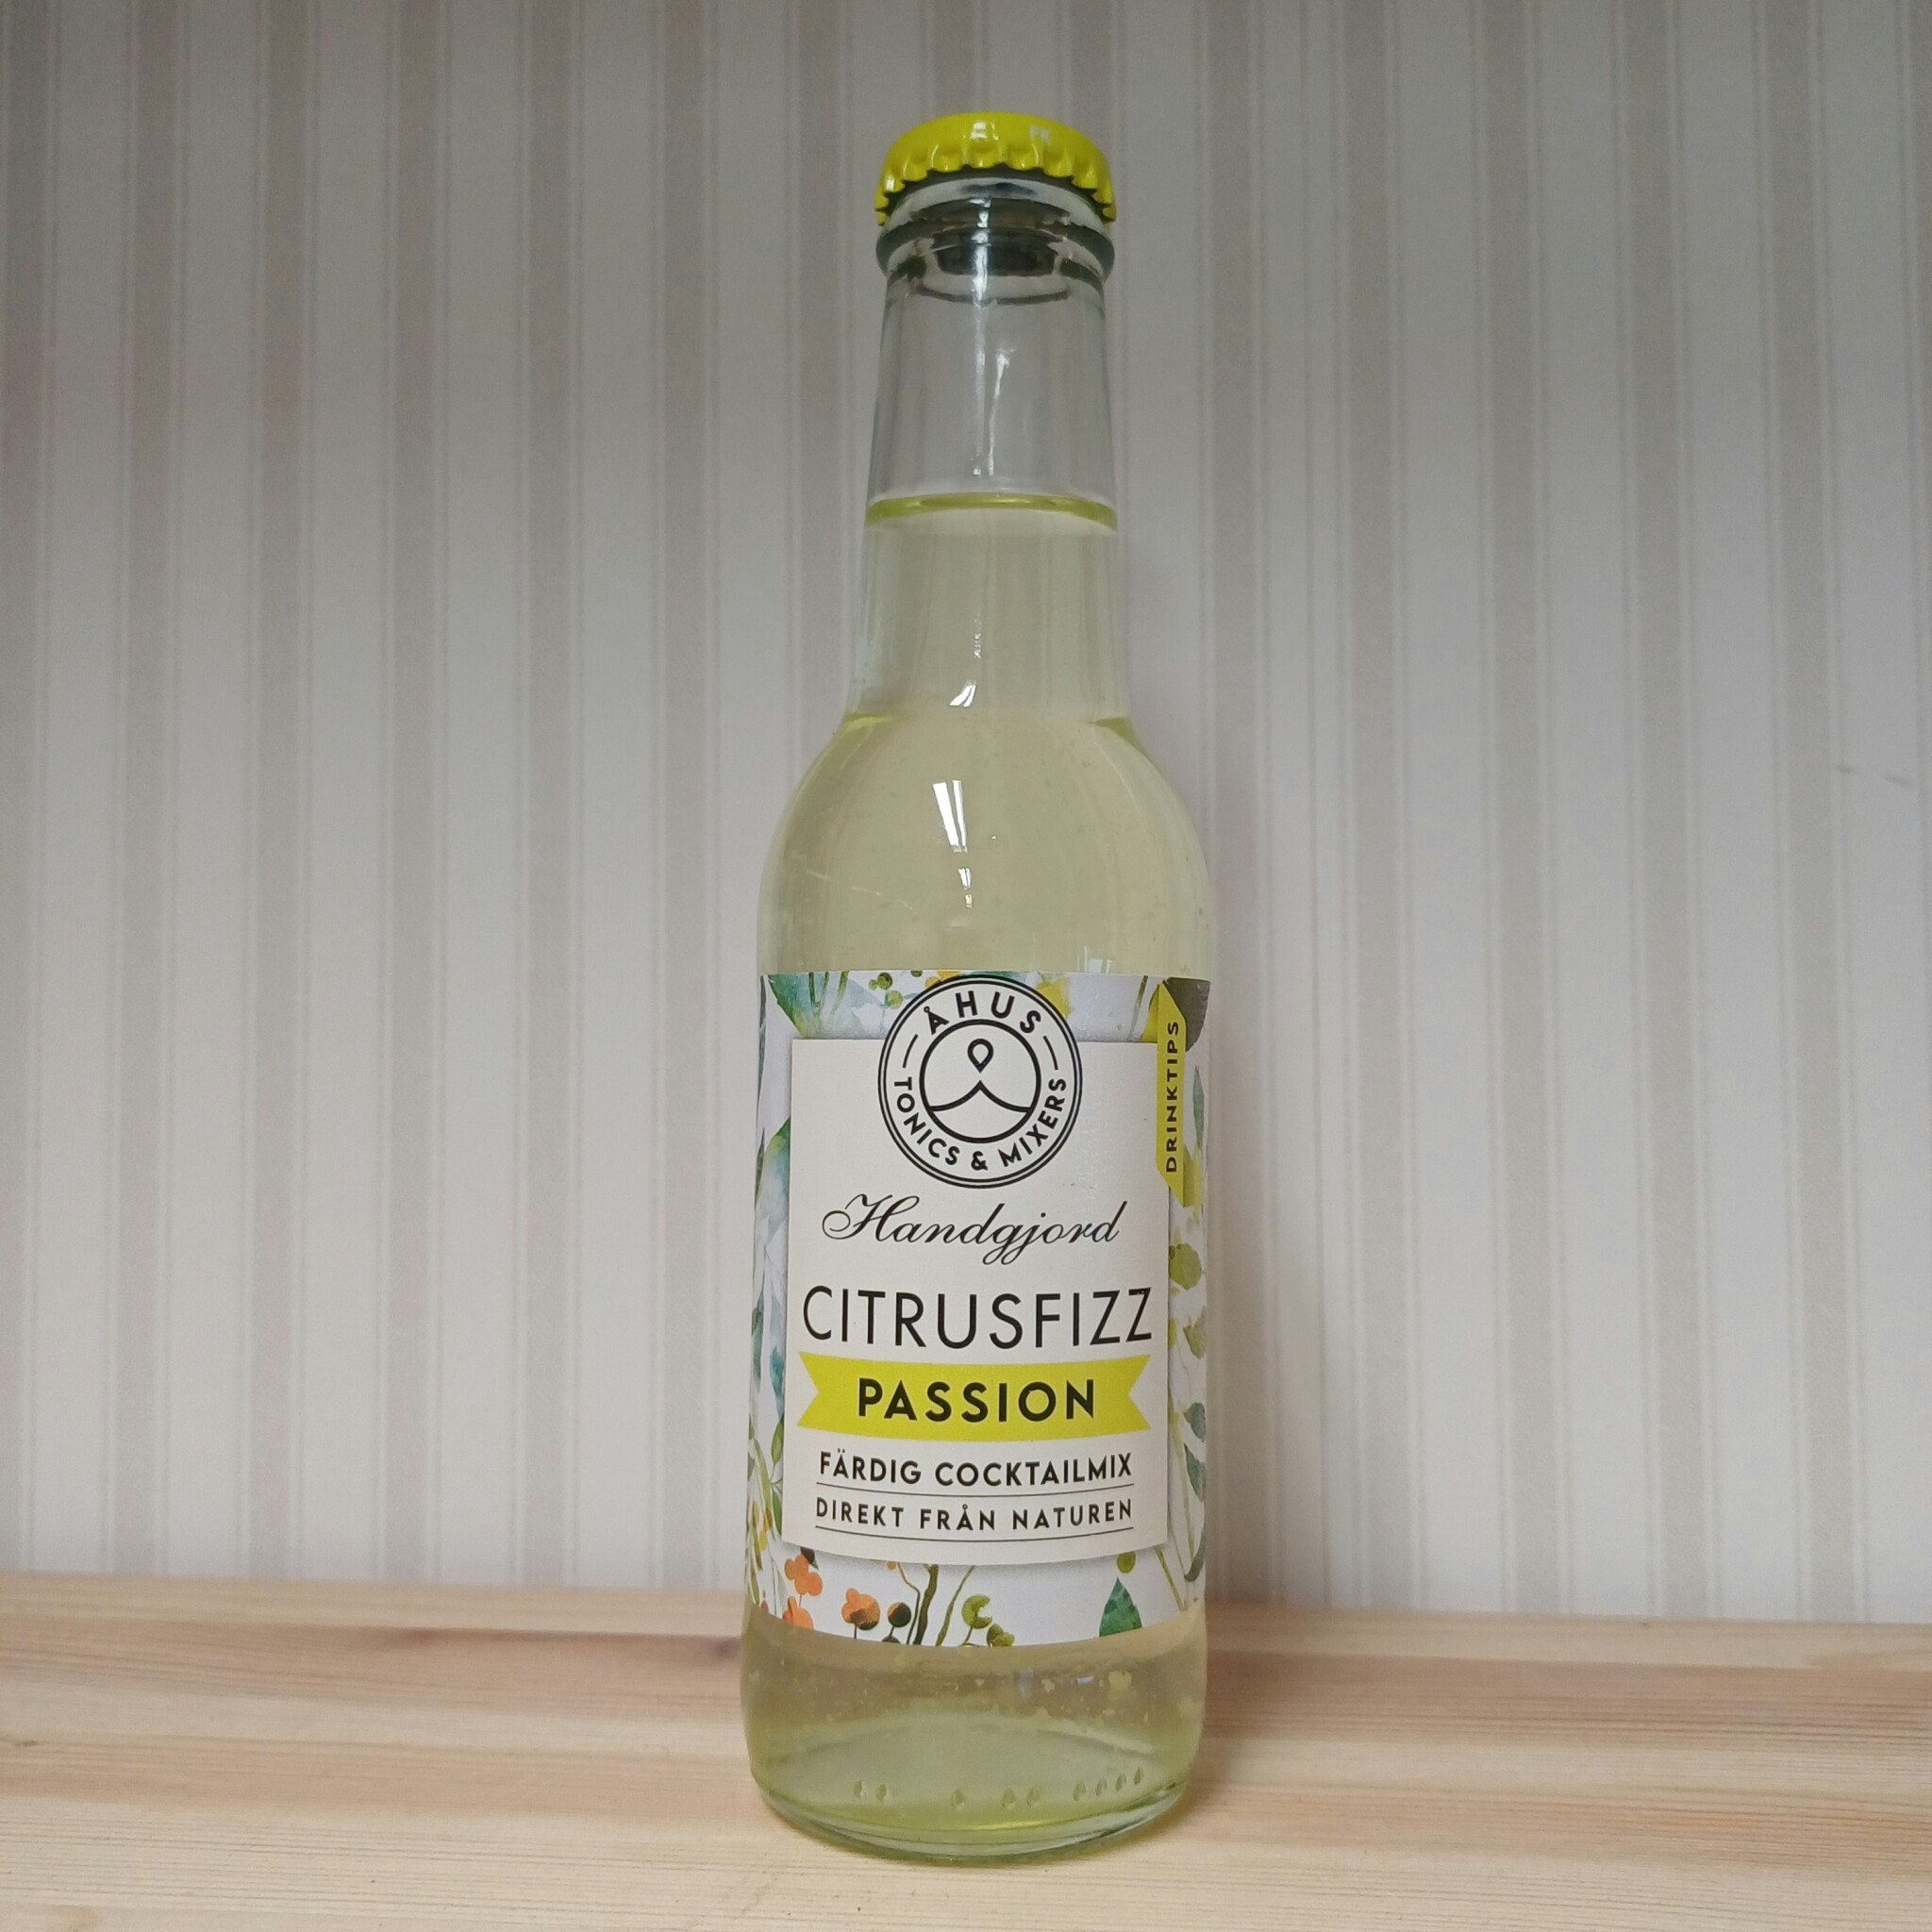 ÅHUS
TONICS & MIXERS
DRINKTIPS
Handgjord
CITRUSFIZZ
PASSION
FÄRDIG COCKTAILMIX
DIREKT FRÅN NATUREN